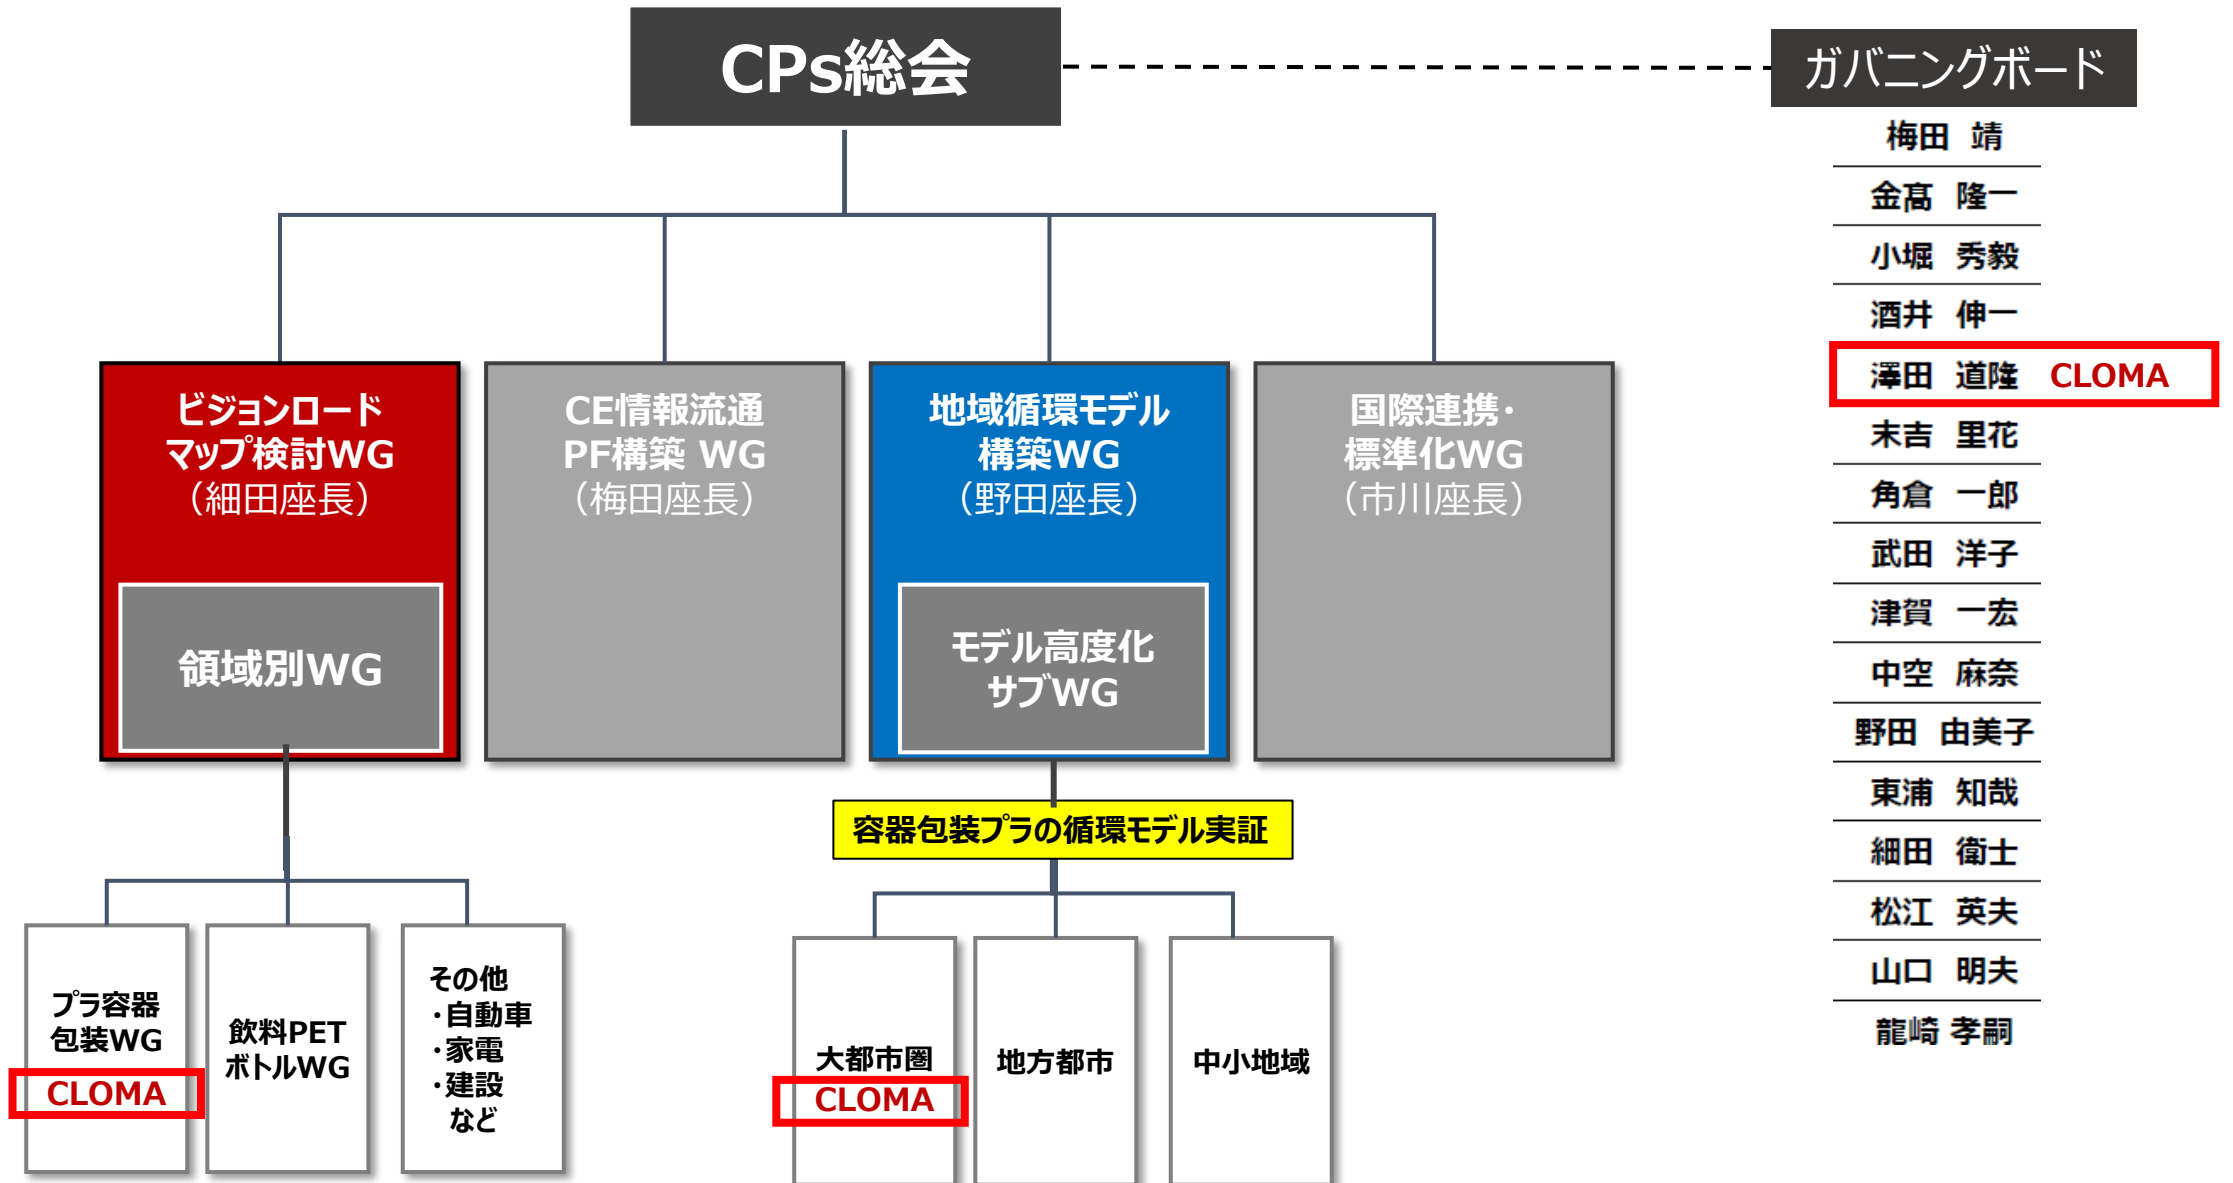 CPs総会
ガバニングボード
梅田 靖
金髙 隆一
小堀 秀毅
酒井 伸一
澤田 道隆 CLOMA
末吉 里花
角倉 一郎
武田 洋子
津賀 一宏
中空 麻奈
野田 由美子
東浦 知哉
細田 衛士
松江 英夫
山口 明夫
龍崎 孝嗣
ビジョンロード
マップ検討WG
（細田座長）
領域別WG
CE情報流通
PF構築 WG
（梅田座長）
地域循環モデル
構築WG
（野田座長）
モデル高度化
サブWG
国際連携・
標準化WG
（市川座長）
容器包装プラの循環モデル実証
プラ容器
包装WG
CLOMA
飲料PET
ボトルWG
その他
・自動車
・家電
・建設
など
大都市圏
CLOMA
地方都市
中小地域